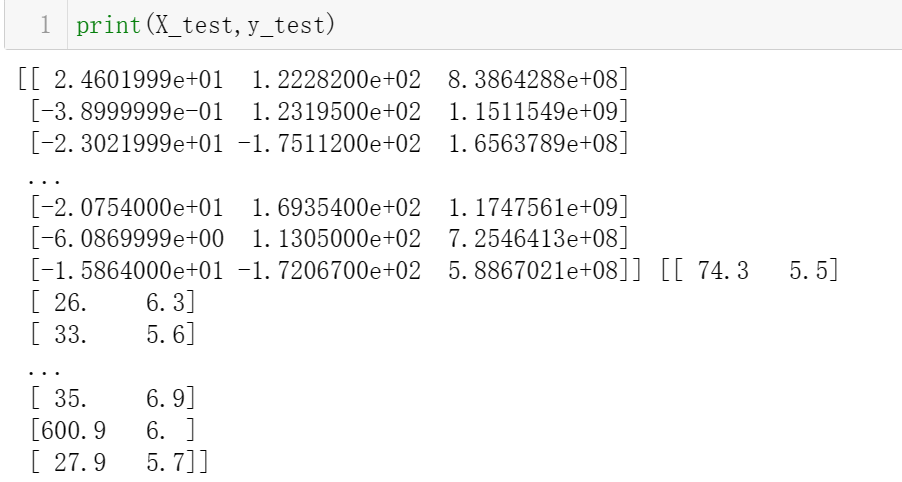 1 print(X_test,y_test)
[[ 2.4601999e+01  1.2228200e+02  8.3864288e+08]
 [-3.8999999e-01  1.2319500e+02  1.1511549e+09]
 [-2.3021999e+01 -1.7511200e+02  1.6563789e+08]
 ...
 [-2.0754000e+01  1.6935400e+02  1.1747561e+09]
 [-6.0869999e+00  1.1305000e+02  7.2546413e+08]
 [-1.5864000e+01 -1.7206700e+02  5.8867021e+08]] [[ 74.3   5.5]
 [ 26.    6.3]
 [ 33.    5.6]
 ...
 [ 35.    6.9]
 [600.9   6. ]
 [ 27.9   5.7]]